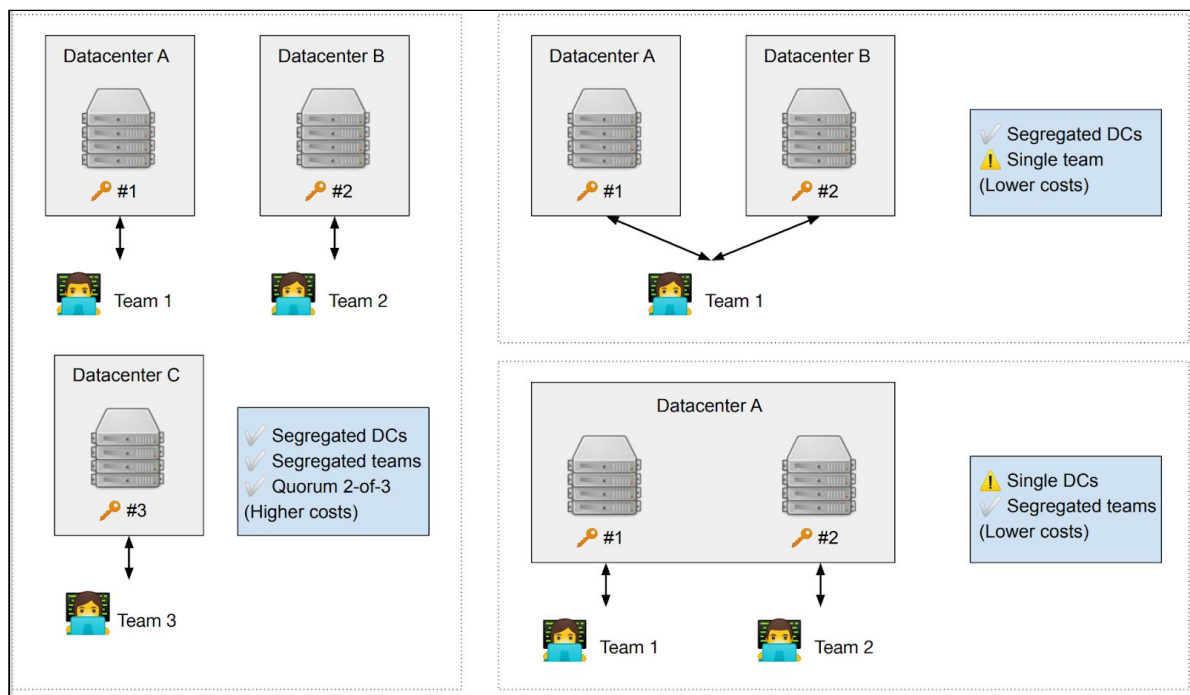 Datacenter A
Datacenter B
#1
#2
Team 1
Team 2
Datacenter C
#3
Team 3
Segregated DCs
Segregated teams
Quorum 2-of-3
(Higher costs)
Datacenter A
Datacenter B
#1
#2
Team 1
Segregated DCs
Single team
(Lower costs)
Datacenter A
#1
#2
Team 1
Team 2
Single DCs
Segregated teams
(Lower costs)